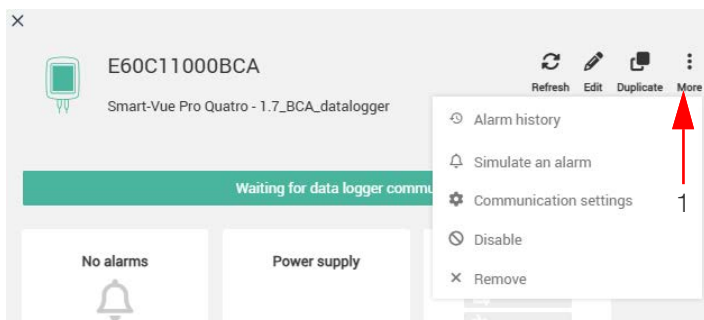 E60C11000BCA
Smart-Vue Pro Quatro - 1.7_BCA_datalogger
Refresh Edit Duplicate More
Alarm history
Simulate an alarm
Waiting for data logger commu
Communication settings
1
Disable
No alarms
Power supply
Remove